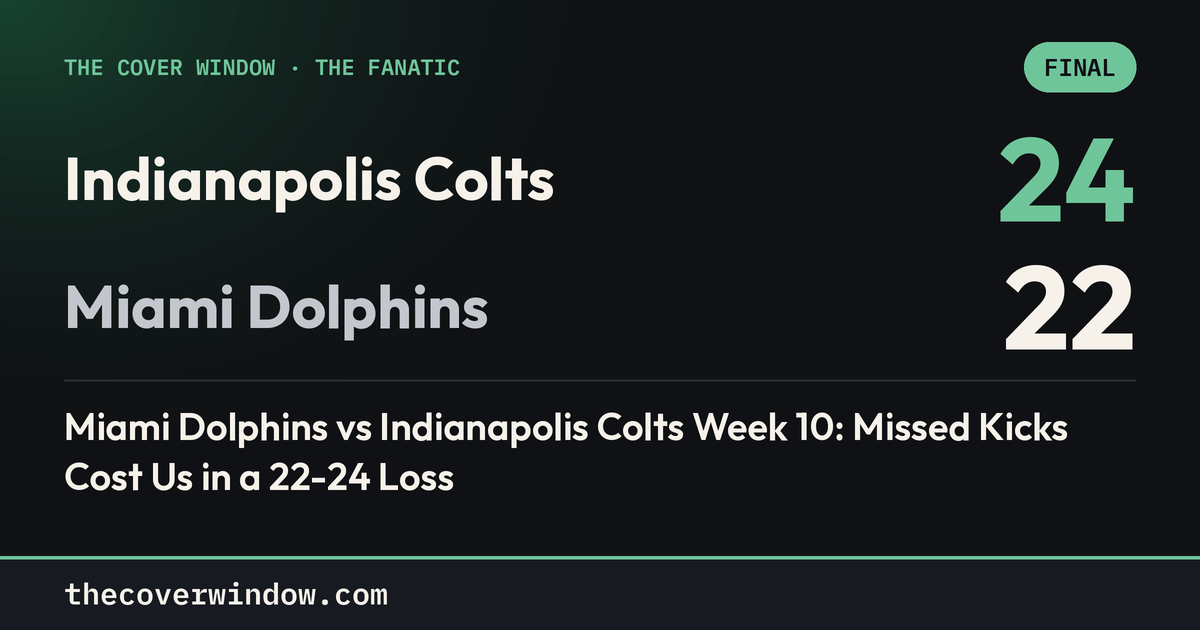 THE COVER WINDOW · THE FANATIC
FINAL
Indianapolis Colts
24
Miami Dolphins
22
Miami Dolphins vs Indianapolis Colts Week 10: Missed Kicks
Cost Us in a 22-24 Loss
thecoverwindow.com